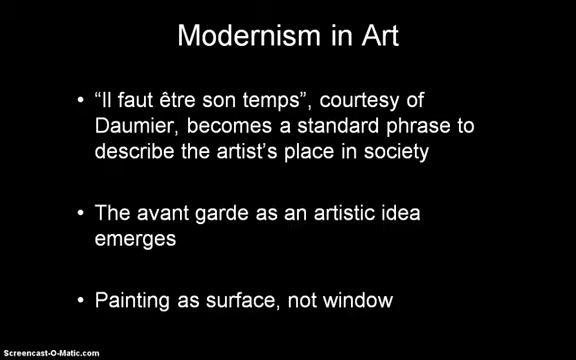 Modernism in Art
• “Il faut être son temps”, courtesy of
Daumier, becomes a standard phrase to
describe the artist’s place in society
• The avant garde as an artistic idea
emerges
• Painting as surface, not window
Screencast-O-Matic.com